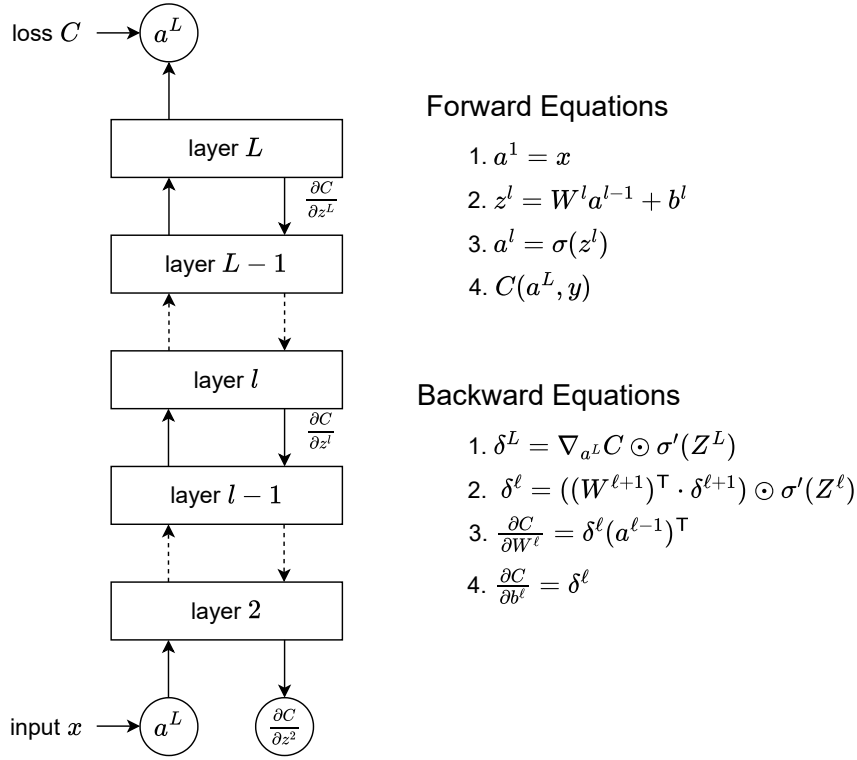 loss C
a^L
layer L
∂C/∂z^L
layer L − 1
layer l
∂C/∂z^l
layer l − 1
layer 2
input x
a^L
∂C/∂z^2
Forward Equations
1. a^1 = x
2. z^l = W^l a^{l−1} + b^l
3. a^l = σ(z^l)
4. C(a^L, y)
Backward Equations
1. δ^L = ∇_{a^L} C ⊙ σ′(Z^L)
2. δ^ℓ = ((W^{ℓ+1})^T · δ^{ℓ+1}) ⊙ σ′(Z^ℓ)
3. ∂C/∂W^ℓ = δ^ℓ(a^{ℓ−1})^T
4. ∂C/∂b^ℓ = δ^ℓ